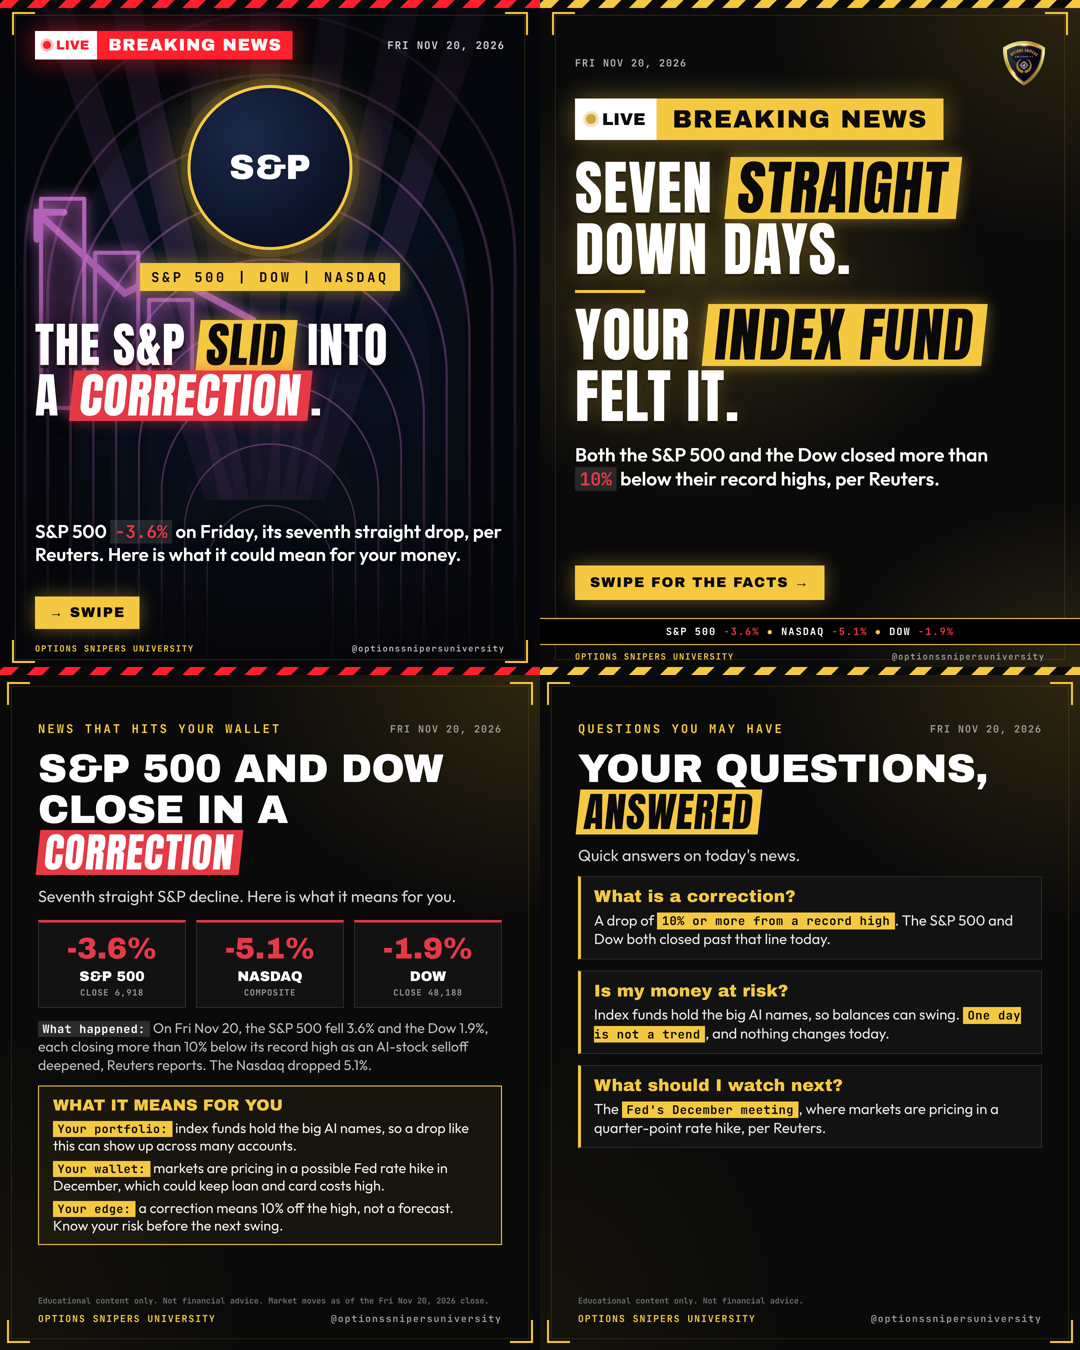 LIVE BREAKING NEWS
FRI NOV 20, 2026
S&P
S&P 500 | DOW | NASDAQ
THE S&P SLID INTO
A CORRECTION.
S&P 500 -3.6% on Friday, its seventh straight drop, per
Reuters. Here is what it could mean for your money.
→ SWIPE
OPTIONS SNIPERS UNIVERSITY
@optionssnipersuniversity
FRI NOV 20, 2026
OPTIONS SNIPERS
UNIVERSITY
LIVE BREAKING NEWS
SEVEN STRAIGHT
DOWN DAYS.
YOUR INDEX FUND
FELT IT.
Both the S&P 500 and the Dow closed more than
10% below their record highs, per Reuters.
SWIPE FOR THE FACTS →
S&P 500 -3.6% • NASDAQ -5.1% • DOW -1.9%
OPTIONS SNIPERS UNIVERSITY
@optionssnipersuniversity
NEWS THAT HITS YOUR WALLET
FRI NOV 20, 2026
S&P 500 AND DOW
CLOSE IN A
CORRECTION
Seventh straight S&P decline. Here is what it means for you.
-3.6%
S&P 500
CLOSE 6,918
-5.1%
NASDAQ
COMPOSITE
-1.9%
DOW
CLOSE 48,188
What happened: On Fri Nov 20, the S&P 500 fell 3.6% and the Dow 1.9%,
each closing more than 10% below its record high as an AI-stock selloff
deepened, Reuters reports. The Nasdaq dropped 5.1%.
WHAT IT MEANS FOR YOU
Your portfolio: index funds hold the big AI names, so a drop like
this can show up across many accounts.
Your wallet: markets are pricing in a possible Fed rate hike in
December, which could keep loan and card costs high.
Your edge: a correction means 10% off the high, not a forecast.
Know your risk before the next swing.
Educational content only. Not financial advice. Market moves as of the Fri Nov 20, 2026 close.
OPTIONS SNIPERS UNIVERSITY
@optionssnipersuniversity
QUESTIONS YOU MAY HAVE
FRI NOV 20, 2026
YOUR QUESTIONS,
ANSWERED
Quick answers on today's news.
What is a correction?
A drop of 10% or more from a record high. The S&P 500 and
Dow both closed past that line today.
Is my money at risk?
Index funds hold the big AI names, so balances can swing. One day
is not a trend, and nothing changes today.
What should I watch next?
The Fed's December meeting, where markets are pricing in a
quarter-point rate hike, per Reuters.
Educational content only. Not financial advice.
OPTIONS SNIPERS UNIVERSITY
@optionssnipersuniversity